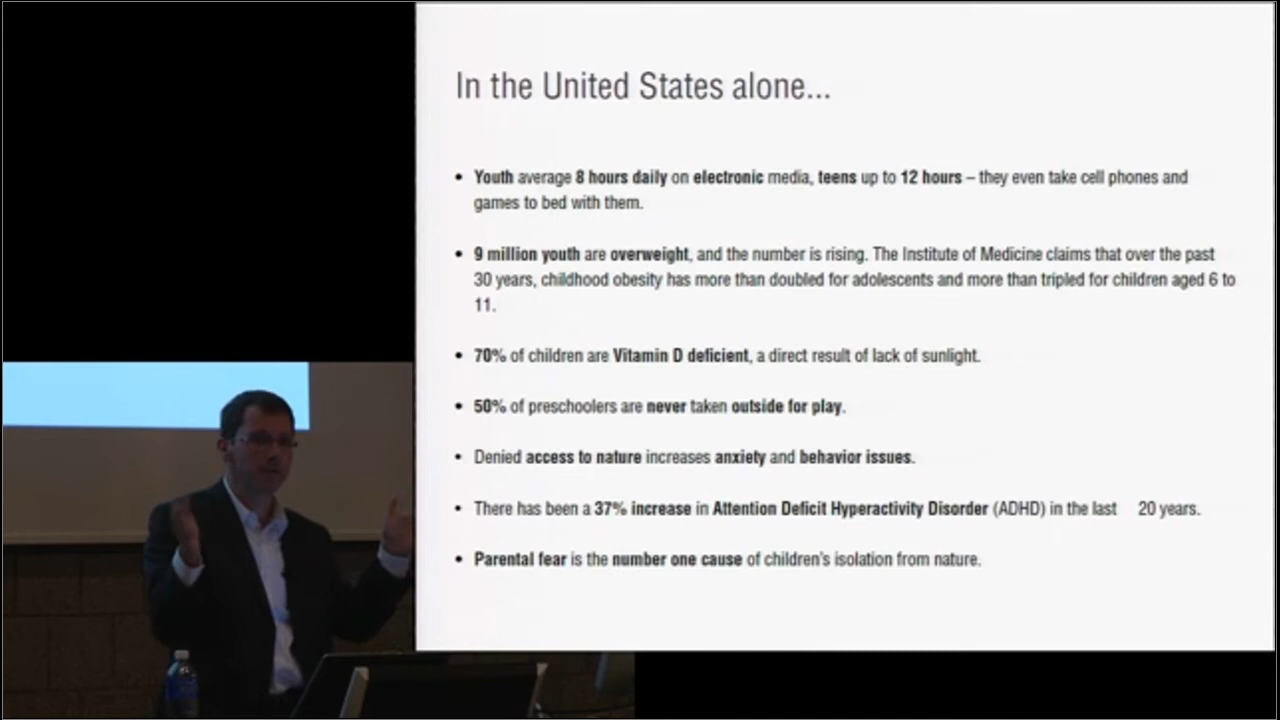 In the United States alone...
• Youth average 8 hours daily on electronic media, teens up to 12 hours – they even take cell phones and
games to bed with them.
• 9 million youth are overweight, and the number is rising. The Institute of Medicine claims that over the past
30 years, childhood obesity has more than doubled for adolescents and more than tripled for children aged 6 to
11.
• 70% of children are Vitamin D deficient, a direct result of lack of sunlight.
• 50% of preschoolers are never taken outside for play.
• Denied access to nature increases anxiety and behavior issues.
• There has been a 37% increase in Attention Deficit Hyperactivity Disorder (ADHD) in the last 20 years.
• Parental fear is the number one cause of children's isolation from nature.